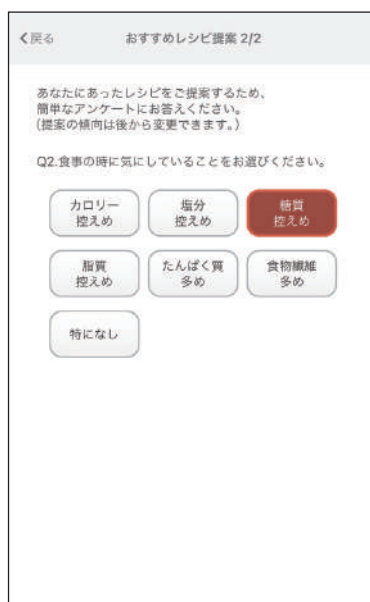 <戻る おすすめレシピ提案 2/2
あなたにあったレシピをご提案するため、
簡単なアンケートにお答えください。
(提案の傾向は後から変更できます。)
Q2.食事の時に気にしていることをお選びください。
カロリー
控えめ
塩分
控えめ
糖質
控えめ
脂質
控えめ
たんぱく質
多め
食物繊維
多め
特になし